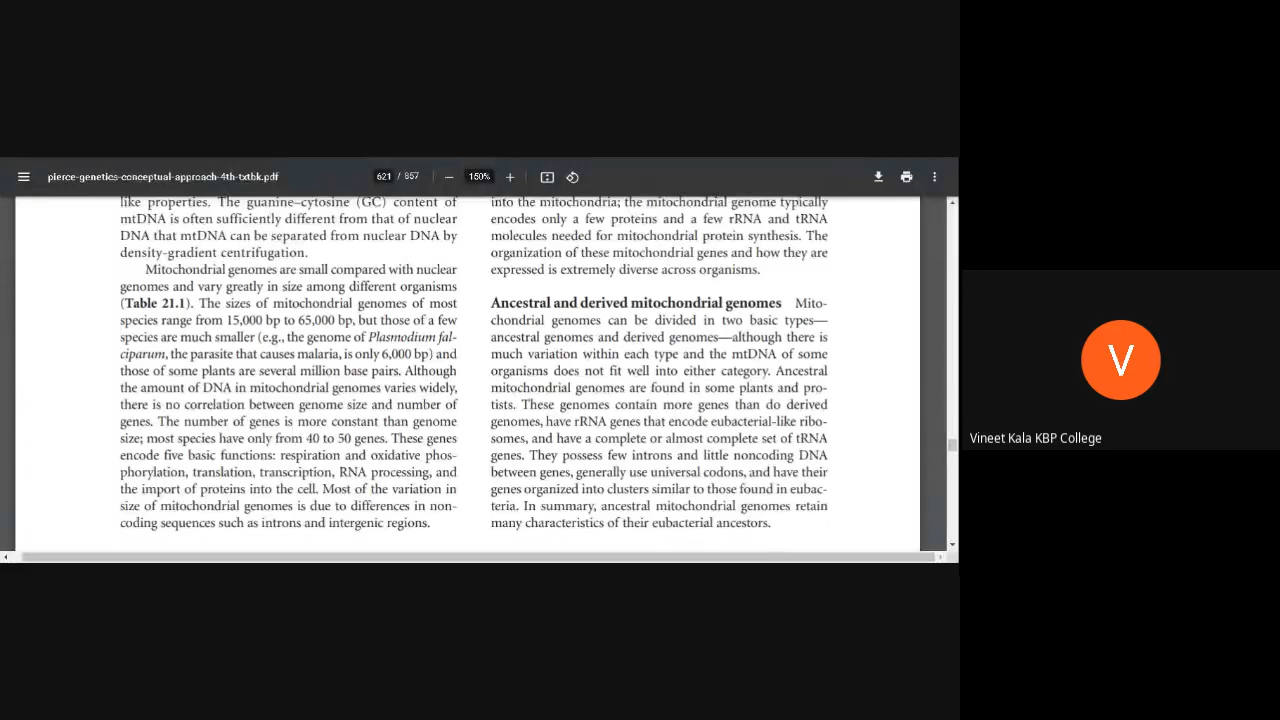 pierce-genetics-conceptual-approach-4th-txtbk.pdf
621 / 857
150%
like properties. The guanine–cytosine (GC) content of
mtDNA is often sufficiently different from that of nuclear
DNA that mtDNA can be separated from nuclear DNA by
density-gradient centrifugation.
Mitochondrial genomes are small compared with nuclear
genomes and vary greatly in size among different organisms
(Table 21.1). The sizes of mitochondrial genomes of most
species range from 15,000 bp to 65,000 bp, but those of a few
species are much smaller (e.g., the genome of Plasmodium fal-
ciparum, the parasite that causes malaria, is only 6,000 bp) and
those of some plants are several million base pairs. Although
the amount of DNA in mitochondrial genomes varies widely,
there is no correlation between genome size and number of
genes. The number of genes is more constant than genome
size; most species have only from 40 to 50 genes. These genes
encode five basic functions: respiration and oxidative phos-
phorylation, translation, transcription, RNA processing, and
the import of proteins into the cell. Most of the variation in
size of mitochondrial genomes is due to differences in non-
coding sequences such as introns and intergenic regions.
into the mitochondria; the mitochondrial genome typically
encodes only a few proteins and a few rRNA and tRNA
molecules needed for mitochondrial protein synthesis. The
organization of these mitochondrial genes and how they are
expressed is extremely diverse across organisms.
Ancestral and derived mitochondrial genomes Mito-
chondrial genomes can be divided in two basic types—
ancestral genomes and derived genomes—although there is
much variation within each type and the mtDNA of some
organisms does not fit well into either category. Ancestral
mitochondrial genomes are found in some plants and pro-
tists. These genomes contain more genes than do derived
genomes, have rRNA genes that encode eubacterial-like ribo-
somes, and have a complete or almost complete set of tRNA
genes. They possess few introns and little noncoding DNA
between genes, generally use universal codons, and have their
genes organized into clusters similar to those found in eubac-
teria. In summary, ancestral mitochondrial genomes retain
many characteristics of their eubacterial ancestors.
V
Vineet Kala KBP College